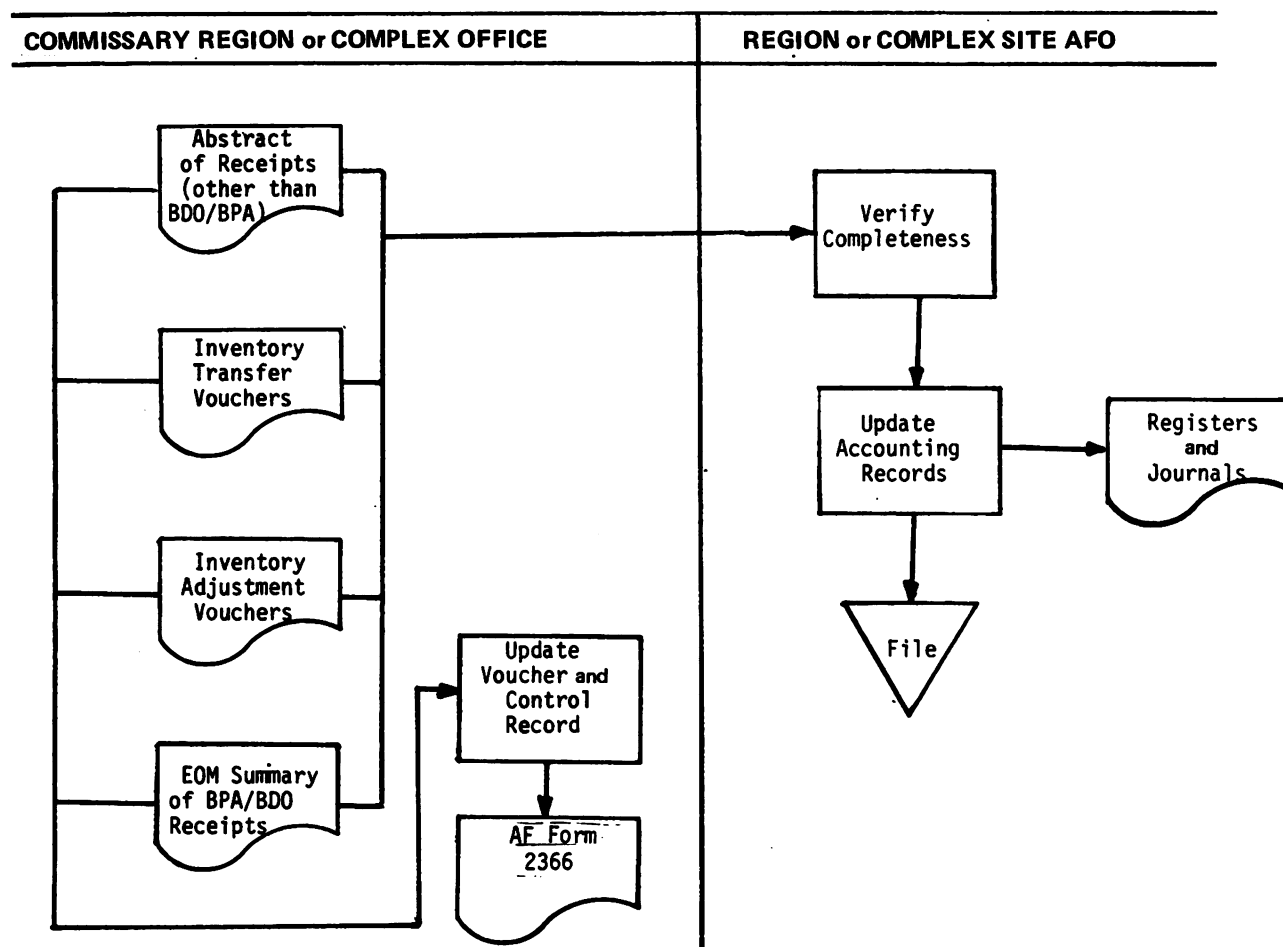 COMMISSARY REGION or COMPLEX OFFICE
REGION or COMPLEX SITE AFO
Abstract
of Receipts
(other than
BDO/BPA)
Inventory
Transfer
Vouchers
Inventory
Adjustment
Vouchers
EOM Summary
of BPA/BDO
Receipts
Update
Voucher and
Control
Record
AF Form
2366
Verify
Completeness
Update
Accounting
Records
Registers
and
Journals
File